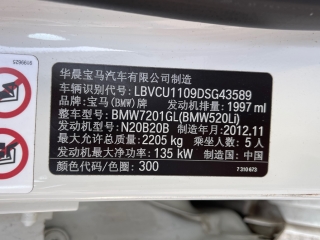 华晨宝马汽车有限公司制造
车辆识别代号:LBVCU1109DSG43589
品牌:宝马(BMW)牌 发动机排量:1997 ml
整车型号:BMW7201GL(BMW520Li)
发动机型号:N20B20B 制造年月:2012.11
最大允许总质量:2205 kg 乘坐人数:5人
发动机最大净功率:135 kW 制造国:中国
颜色代码/色圈:300
7 310 673